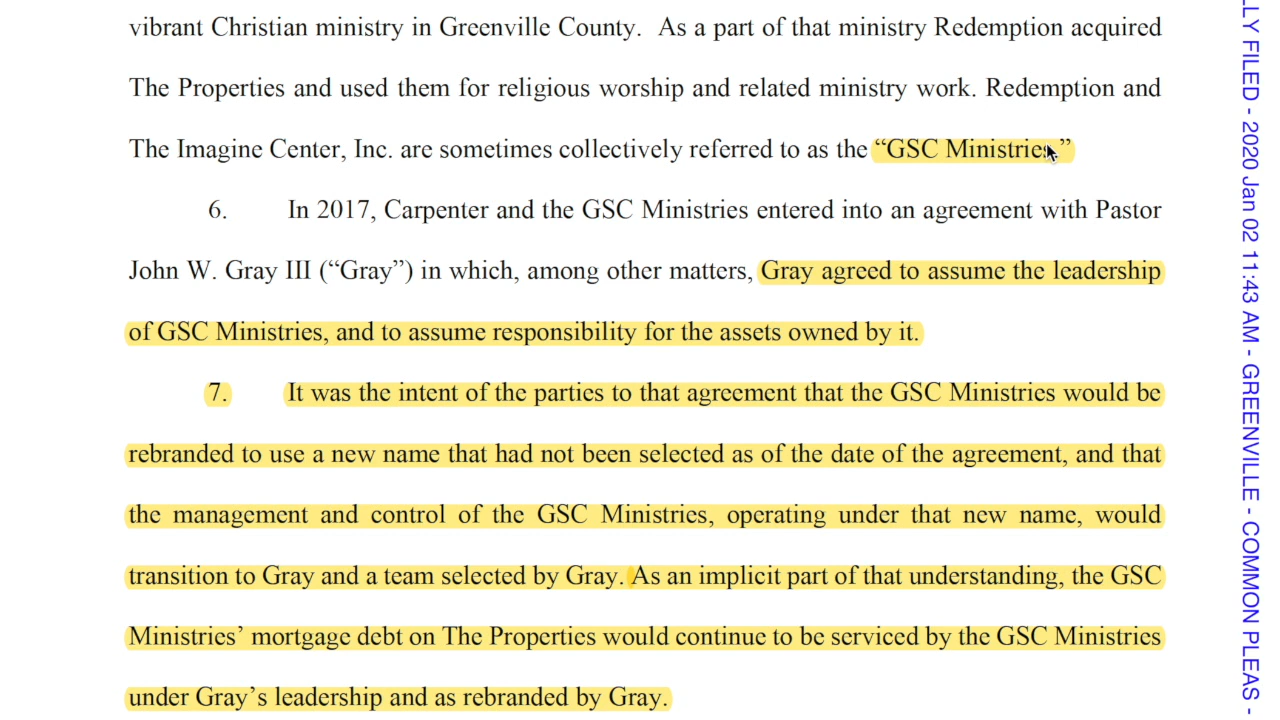 vibrant Christian ministry in Greenville County.  As a part of that ministry Redemption acquired
The Properties and used them for religious worship and related ministry work. Redemption and
The Imagine Center, Inc. are sometimes collectively referred to as the “GSC Ministries.”
6. In 2017, Carpenter and the GSC Ministries entered into an agreement with Pastor
John W. Gray III (“Gray”) in which, among other matters, Gray agreed to assume the leadership
of GSC Ministries, and to assume responsibility for the assets owned by it.
7. It was the intent of the parties to that agreement that the GSC Ministries would be
rebranded to use a new name that had not been selected as of the date of the agreement, and that
the management and control of the GSC Ministries, operating under that new name, would
transition to Gray and a team selected by Gray. As an implicit part of that understanding, the GSC
Ministries’ mortgage debt on The Properties would continue to be serviced by the GSC Ministries
under Gray’s leadership and as rebranded by Gray.
LLY FILED - 2020 Jan 02 11:43 AM - GREENVILLE - COMMON PLEAS -